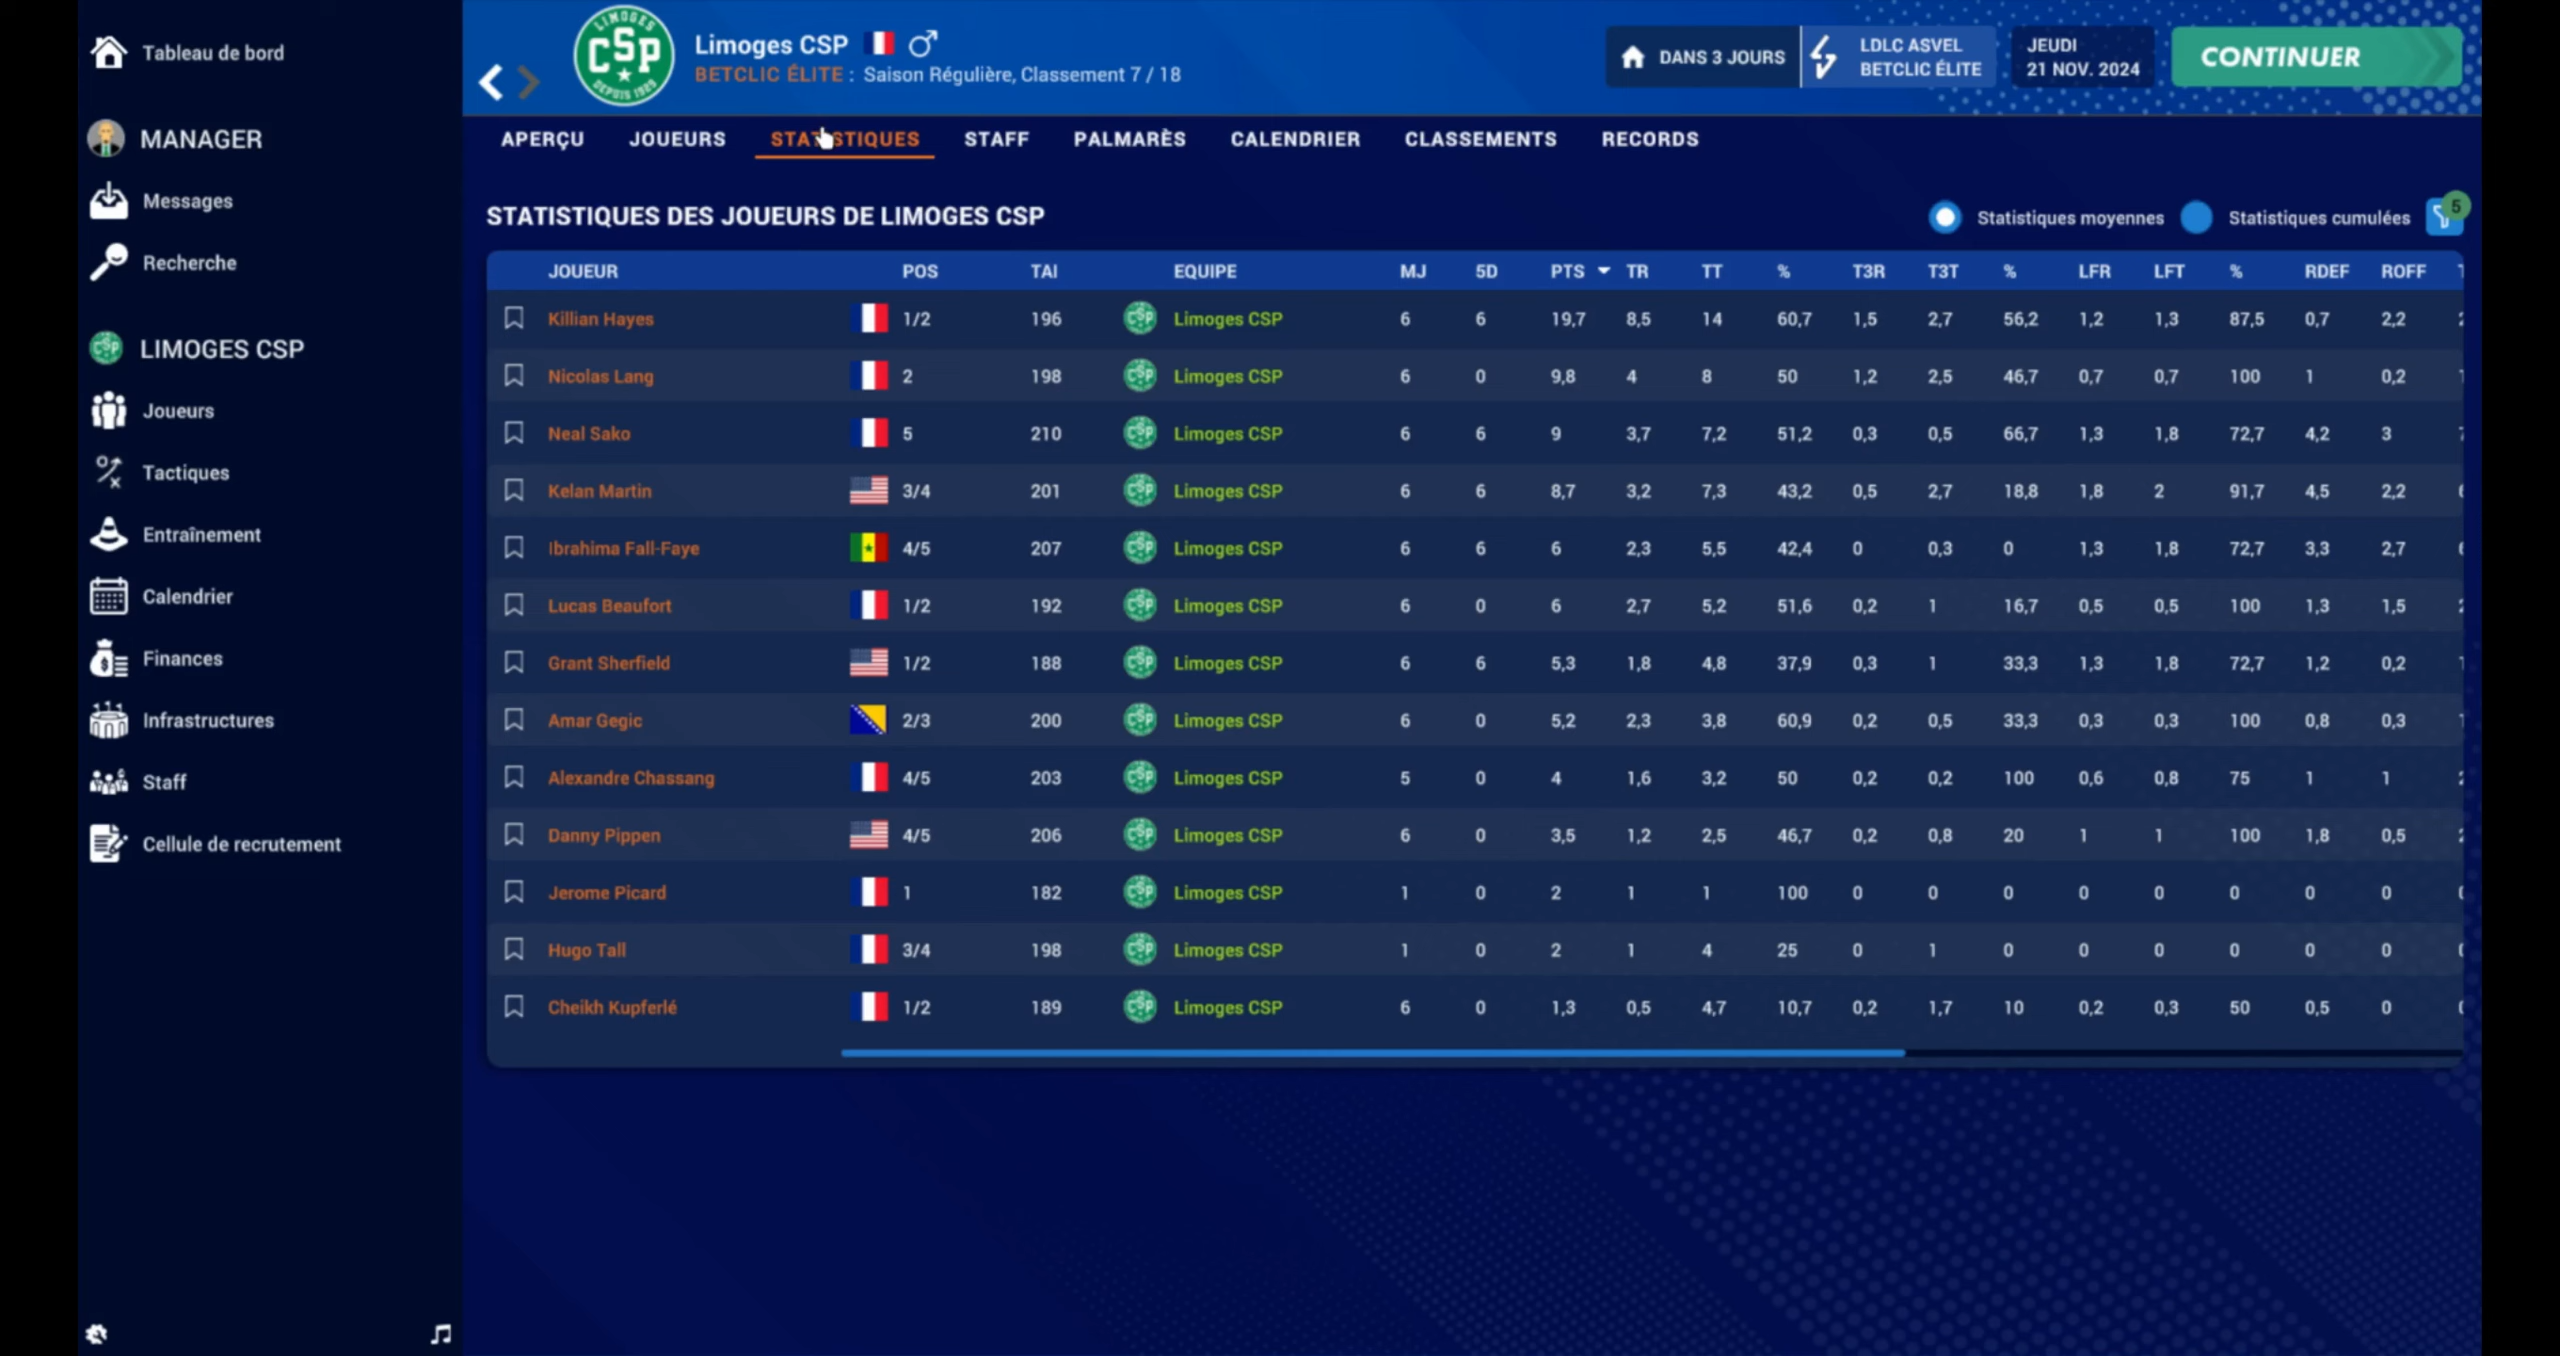 Tableau de bord
MANAGER
Messages
Recherche
LIMOGES CSP
Joueurs
Tactiques
Entraînement
Calendrier
Finances
Infrastructures
Staff
Cellule de recrutement
LIMOGES
CSP
DEPUIS 1929
Limoges CSP
BETCLIC ÉLITE : Saison Régulière, Classement 7 / 18
DANS 3 JOURS
LDLC ASVEL
BETCLIC ÉLITE
JEUDI
21 NOV. 2024
CONTINUER
APERÇU JOUEURS STATISTIQUES STAFF PALMARÈS CALENDRIER CLASSEMENTS RECORDS
STATISTIQUES DES JOUEURS DE LIMOGES CSP
Statistiques moyennes Statistiques cumulées 5
JOUEUR POS TAI EQUIPE MJ 5D PTS TR TT % T3R T3T % LFR LFT % RDEF ROFF
Killian Hayes 1/2 196 Limoges CSP 6 6 19,7 8,5 14 60,7 1,5 2,7 56,2 1,2 1,3 87,5 0,7 2,2
Nicolas Lang 2 198 Limoges CSP 6 0 9,8 4 8 50 1,2 2,5 46,7 0,7 0,7 100 1 0,2
Neal Sako 5 210 Limoges CSP 6 6 9 3,7 7,2 51,2 0,3 0,5 66,7 1,3 1,8 72,7 4,2 3
Kelan Martin 3/4 201 Limoges CSP 6 6 8,7 3,2 7,3 43,2 0,5 2,7 18,8 1,8 2 91,7 4,5 2,2
Ibrahima Fall-Faye 4/5 207 Limoges CSP 6 6 6 2,3 5,5 42,4 0 0,3 0 1,3 1,8 72,7 3,3 2,7
Lucas Beaufort 1/2 192 Limoges CSP 6 0 6 2,7 5,2 51,6 0,2 1 16,7 0,5 0,5 100 1,3 1,5
Grant Sherfield 1/2 188 Limoges CSP 6 6 5,3 1,8 4,8 37,9 0,3 1 33,3 1,3 1,8 72,7 1,2 0,2
Amar Gegic 2/3 200 Limoges CSP 6 0 5,2 2,3 3,8 60,9 0,2 0,5 33,3 0,3 0,3 100 0,8 0,3
Alexandre Chassang 4/5 203 Limoges CSP 5 0 4 1,6 3,2 50 0,2 0,2 100 0,6 0,8 75 1 1
Danny Pippen 4/5 206 Limoges CSP 6 0 3,5 1,2 2,5 46,7 0,2 0,8 20 1 1 100 1,8 0,5
Jerome Picard 1 182 Limoges CSP 1 0 2 1 1 100 0 0 0 0 0 0 0 0
Hugo Tall 3/4 198 Limoges CSP 1 0 2 1 4 25 0 1 0 0 0 0 0 0
Cheikh Kupferlé 1/2 189 Limoges CSP 6 0 1,3 0,5 4,7 10,7 0,2 1,7 10 0,2 0,3 50 0,5 0